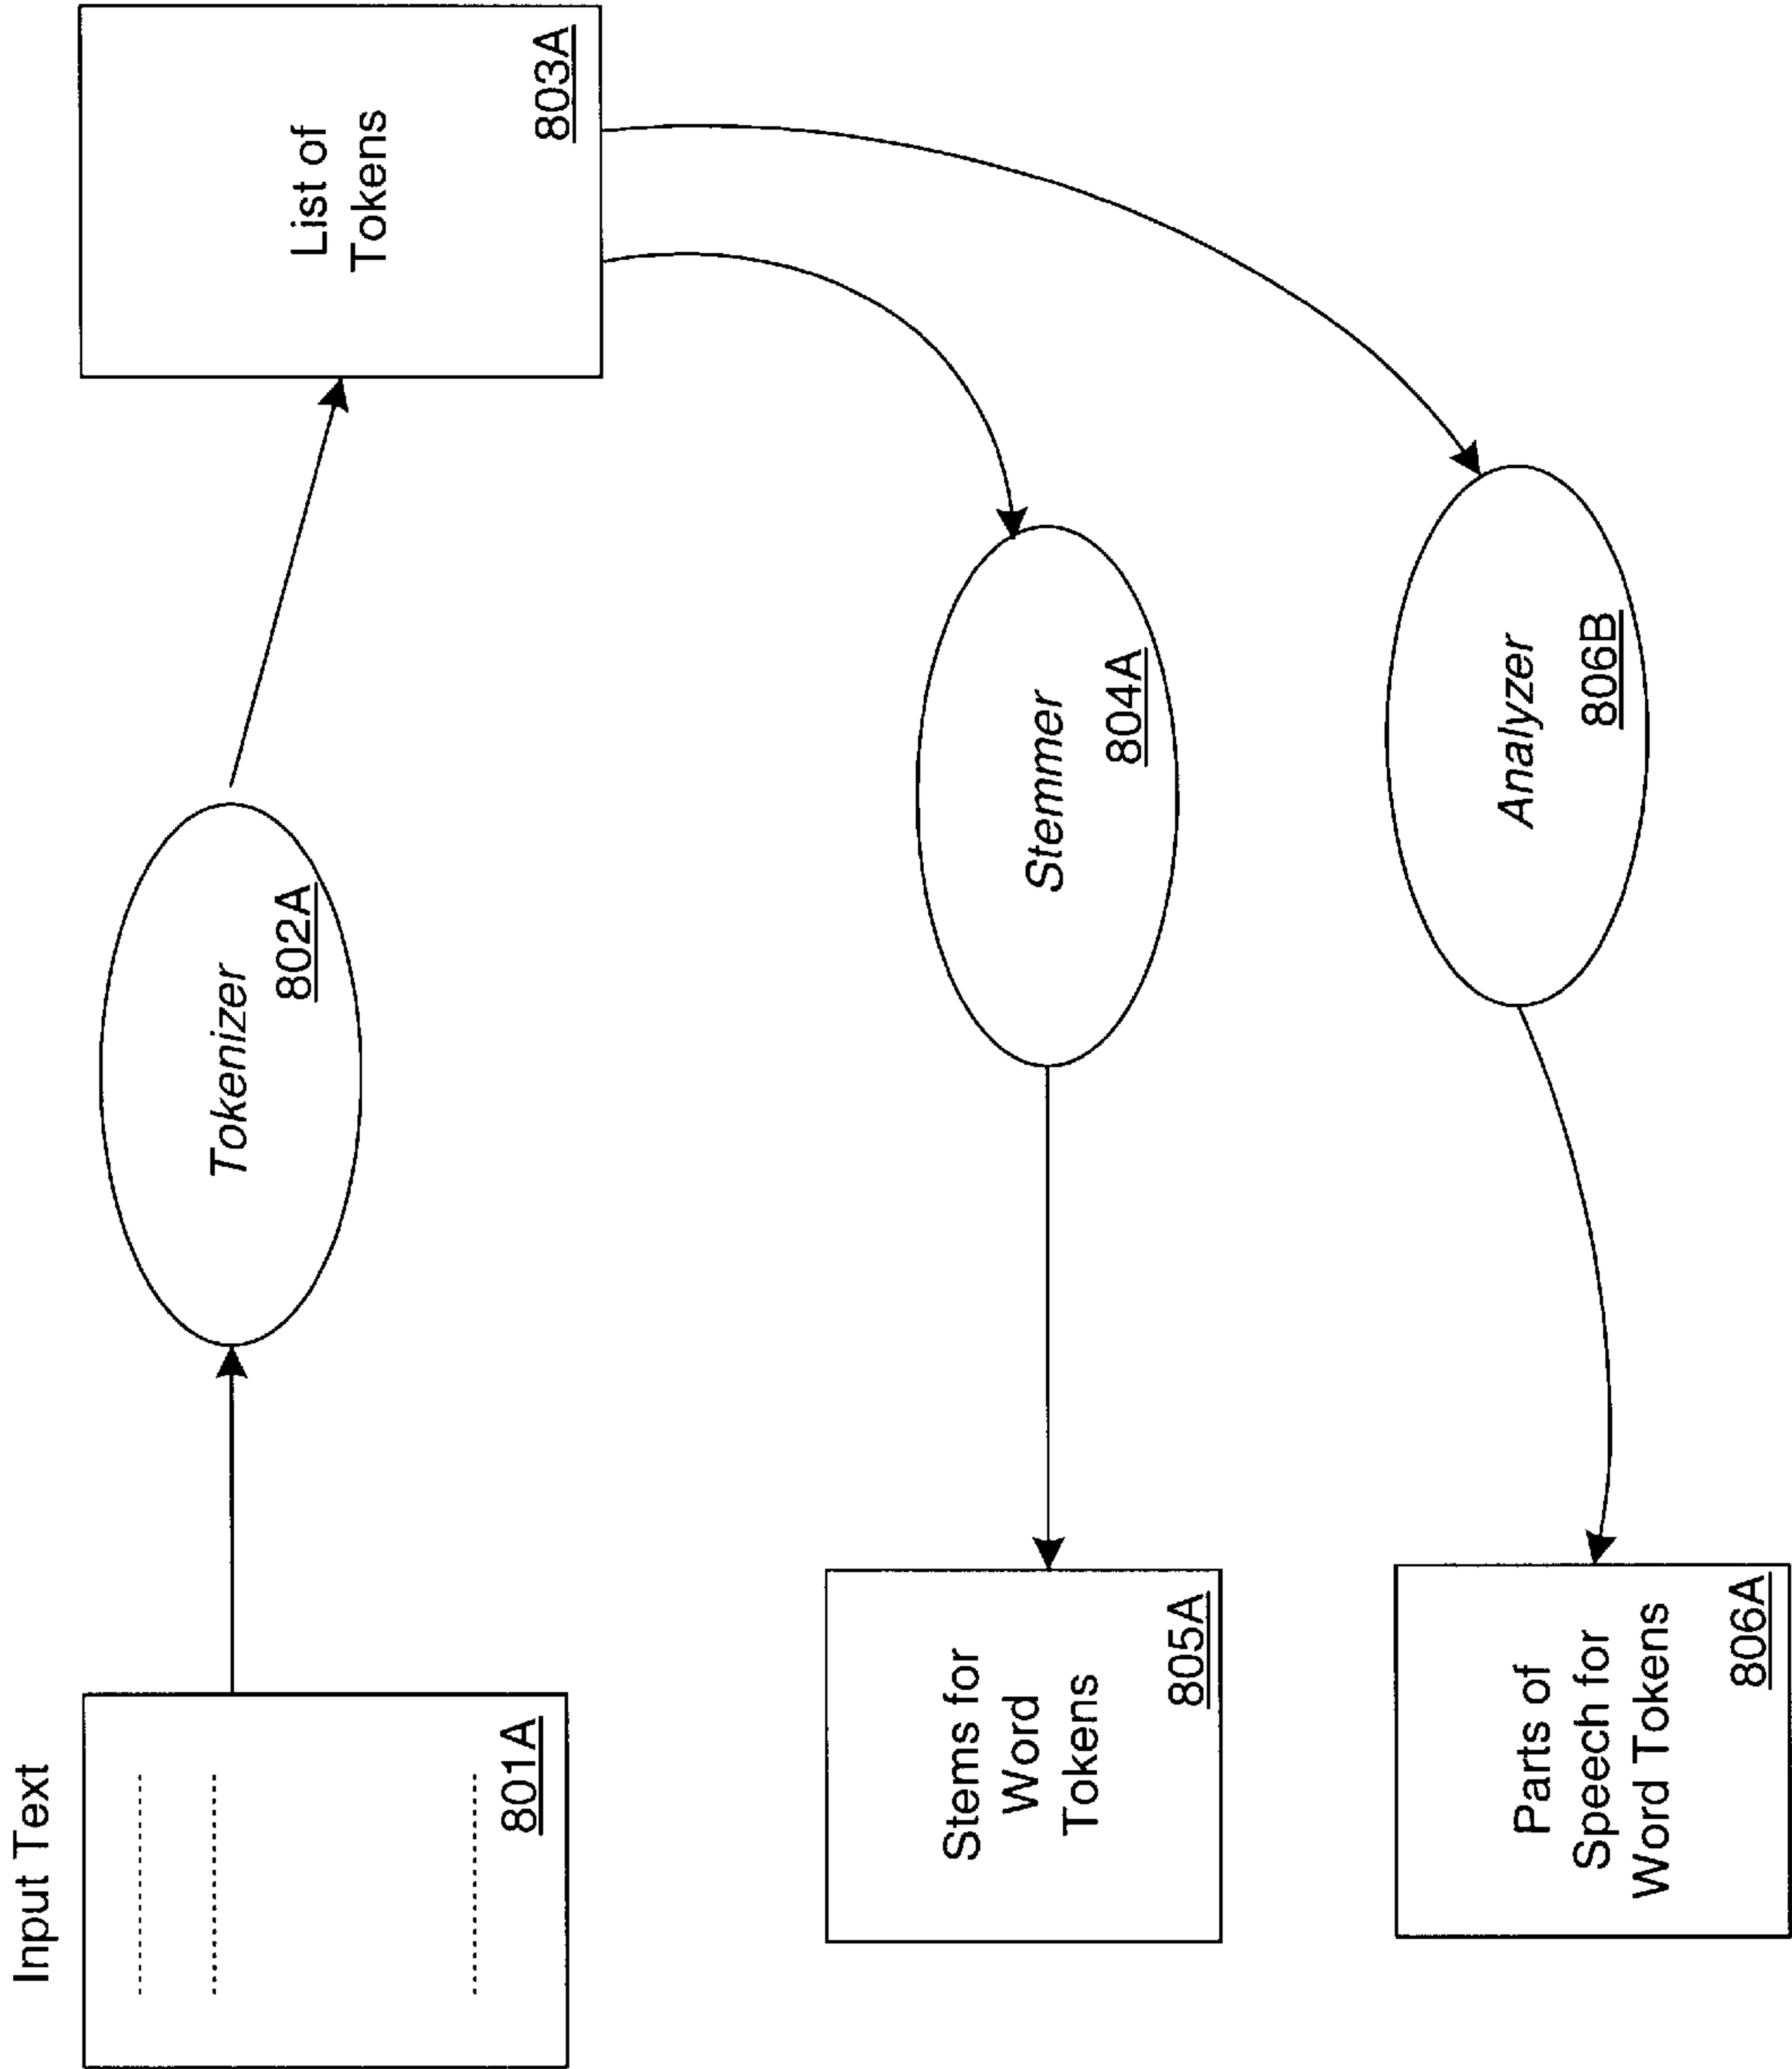 Input Text
801A
Tokenizer
802A
List of
Tokens
803A
Stems for
Word
Tokens
805A
Stemmer
804A
Parts of
Speech for
Word Tokens
806A
Analyzer
806B